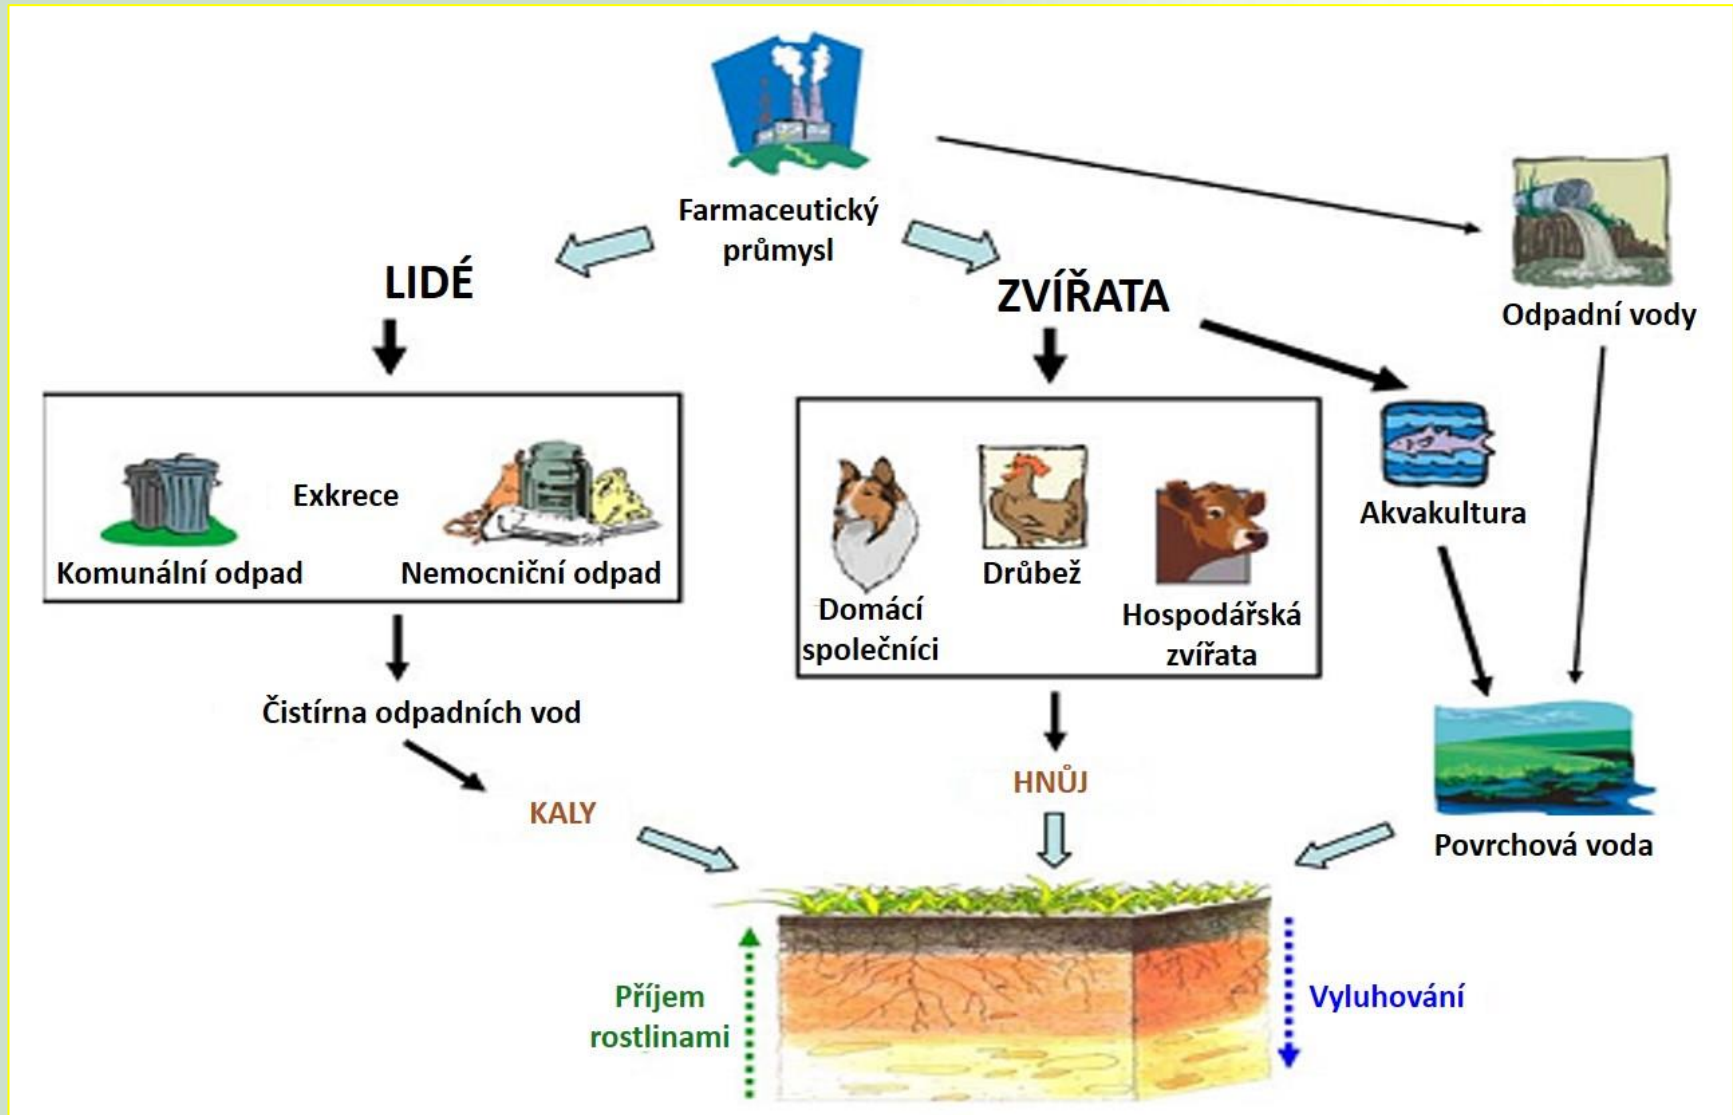 Farmaceutický
průmysl
LIDÉ
ZVÍŘATA
Odpadní vody
Exkrece
Komunální odpad
Nemocniční odpad
Domácí
společníci
Drůbež
Hospodářská
zvířata
Akvakultura
Čistírna odpadních vod
KALY
HNŮJ
Povrchová voda
Příjem
rostlinami
Vyluhování